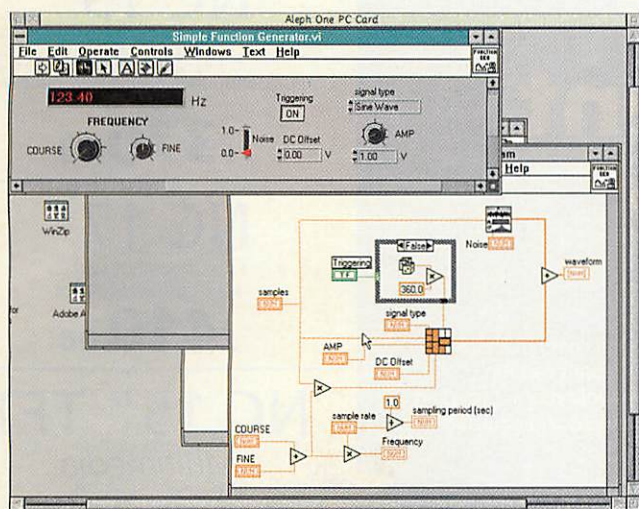 Aleph One PC Card
Simple Function Generator.vi
File Edit Operate Controls Windows Text Help
FUNCTION GEN
123.40 Hz
FREQUENCY
COURSE FINE
Triggering
ON
signal type
Sine Wave
1.0
0.0
Noise
DC Offset
0.00 V
AMP
1.00 V
Help
WinZip
Adobe A
Noise
Triggering
TF
False
360.0
waveform
samples
signal type
AMP
DC Offset
1.0
sample rate
sampling period (sec)
COURSE
Frequency
FINE